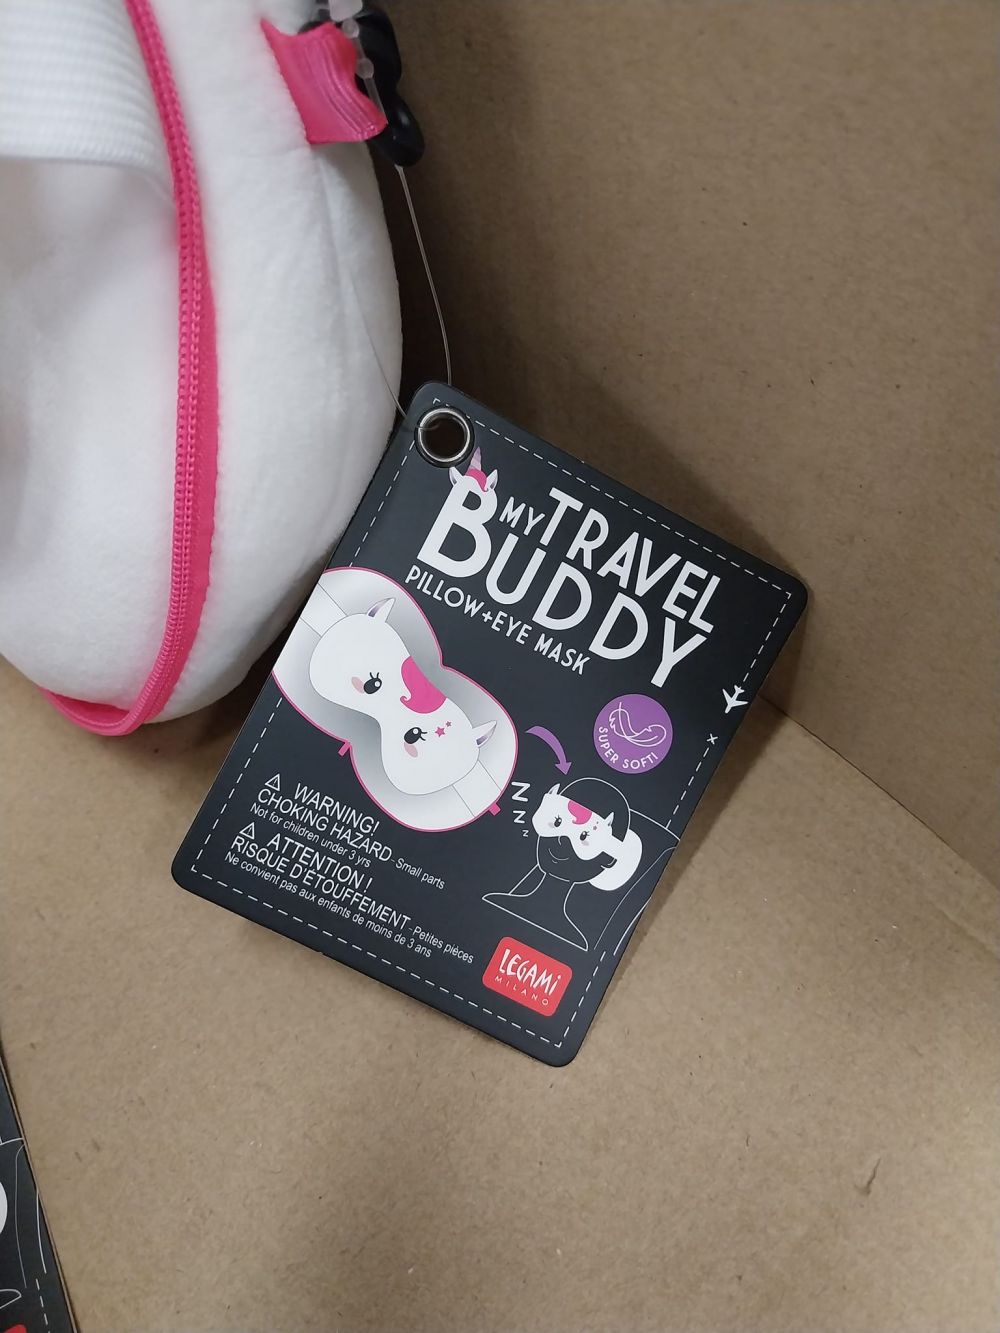 MY TRAVEL
BUDDY
PILLOW+EYE MASK
SUPER SOFT!
Z
Z
Z
WARNING!
CHOKING HAZARD - Small parts
Not for children under 3 yrs
ATTENTION !
RISQUE D'ÉTOUFFEMENT - Petites pièces
Ne convient pas aux enfants de moins de 3 ans
LEGAMI
MILANO